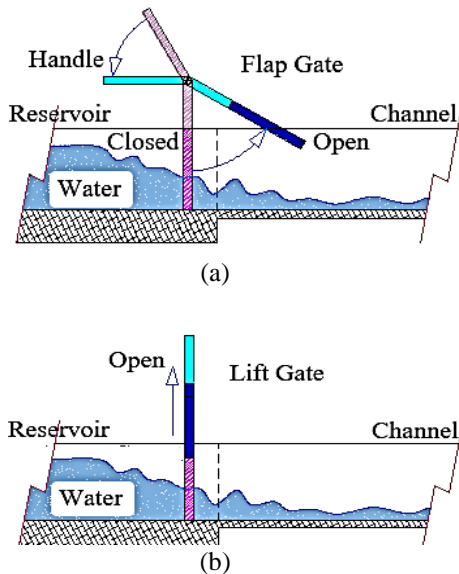 Handle
Flap Gate
Reservoir
Channel
Closed
Open
Water
(a)
Open
Lift Gate
Reservoir
Channel
Water
(b)